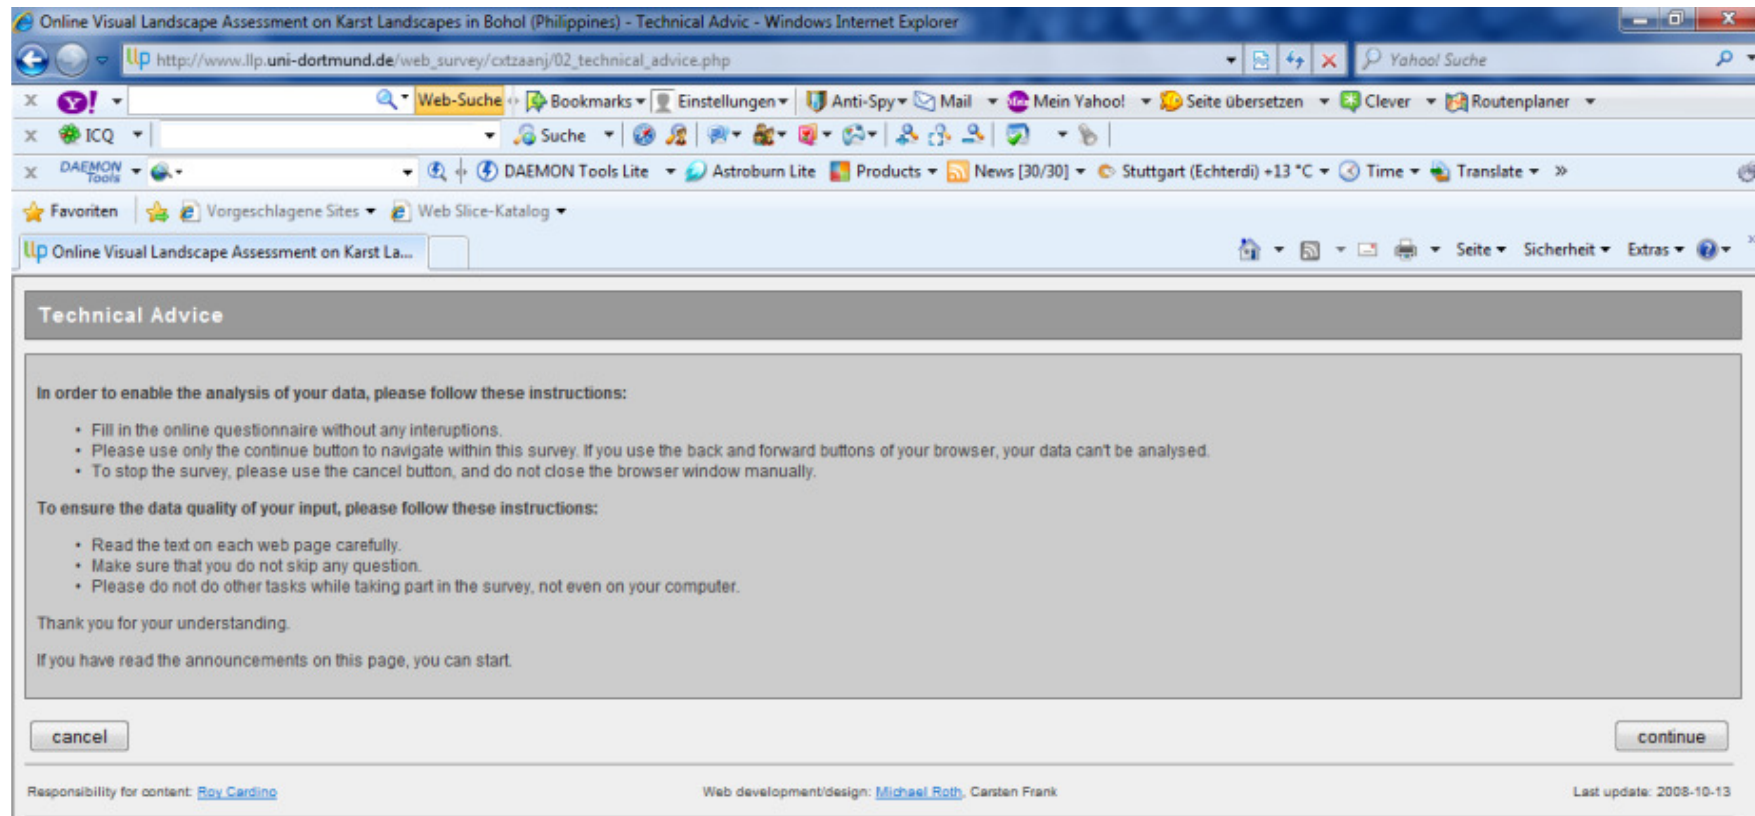 Online Visual Landscape Assessment on Karst Landscapes in Bohol (Philippines) - Technical Advic - Windows Internet Explorer
llp http://www.llp.uni-dortmund.de/web_survey/cxtzaanj/02_technical_advice.php Yahoo! Suche
Y! Web-Suche Bookmarks Einstellungen Anti-Spy Mail Mein Yahoo! Seite übersetzen Clever Routenplaner
ICQ Suche
DAEMON Tools DAEMON Tools Lite Astroburn Lite Products News [30/30] Stuttgart (Echterdi) +13 °C Time Translate »
Favoriten Vorgeschlagene Sites Web Slice-Katalog
llp Online Visual Landscape Assessment on Karst La... Seite Sicherheit Extras
Technical Advice
In order to enable the analysis of your data, please follow these instructions:
• Fill in the online questionnaire without any interuptions.
• Please use only the continue button to navigate within this survey. If you use the back and forward buttons of your browser, your data can't be analysed.
• To stop the survey, please use the cancel button, and do not close the browser window manually.
To ensure the data quality of your input, please follow these instructions:
• Read the text on each web page carefully.
• Make sure that you do not skip any question.
• Please do not do other tasks while taking part in the survey, not even on your computer.
Thank you for your understanding.
If you have read the announcements on this page, you can start.
cancel continue
Responsibility for content: Roy Cardino Web development/design: Michael Roth, Carsten Frank Last update: 2008-10-13